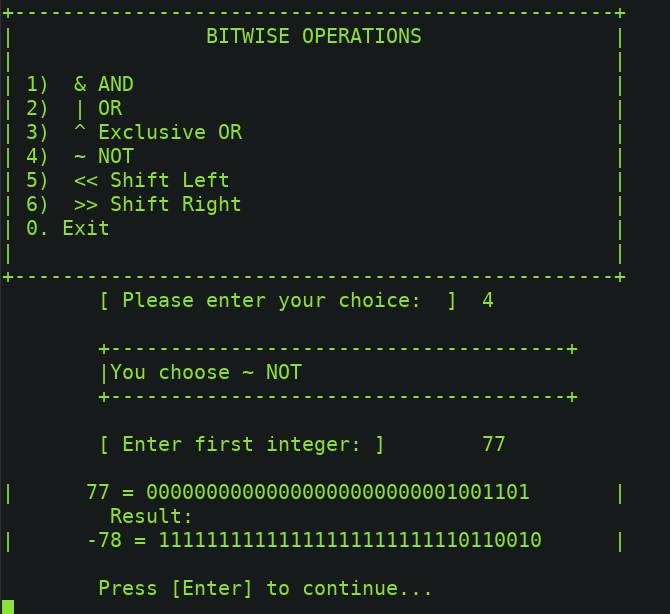 +--------------------------------------------------+
| BITWISE OPERATIONS |
| |
| 1)  & AND |
| 2)  | OR |
| 3)  ^ Exclusive OR |
| 4)  ~ NOT |
| 5)  << Shift Left |
| 6)  >> Shift Right |
| 0. Exit |
| |
+--------------------------------------------------+
[ Please enter your choice:  ]  4
+--------------------------------------+
|You choose ~ NOT
+--------------------------------------+
[ Enter first integer: ]        77
|      77 = 00000000000000000000000001001101       |
Result:
|      -78 = 11111111111111111111111110110010      |
Press [Enter] to continue...